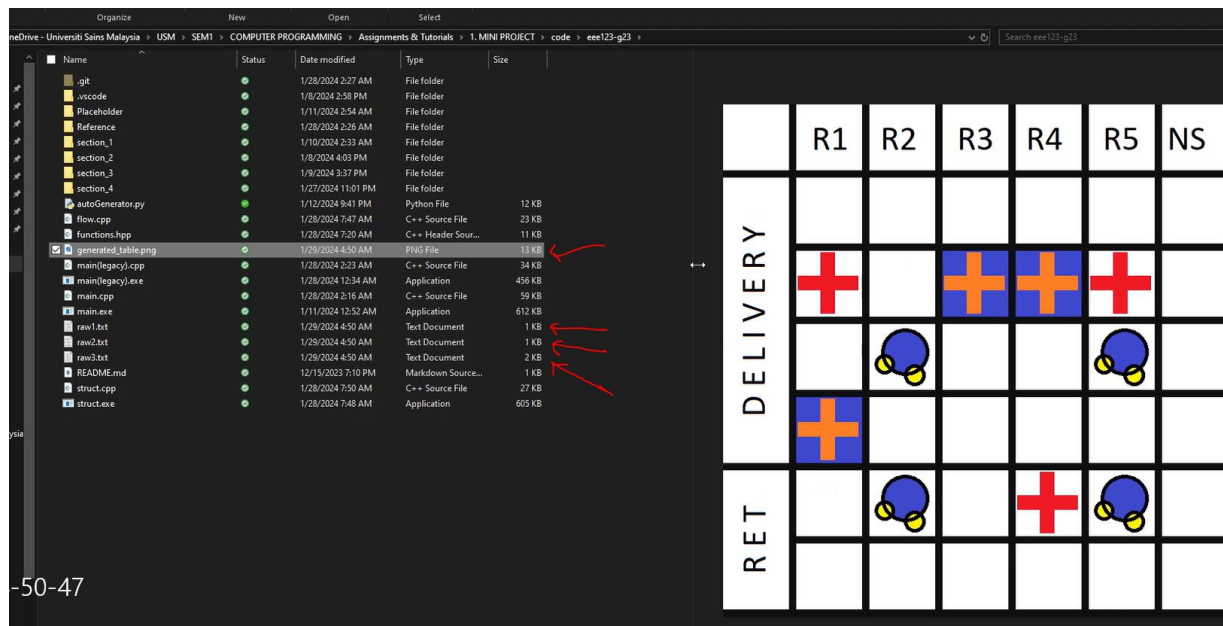 Organize New Open Select
neDrive - Universiti Sains Malaysia > USM > SEM1 > COMPUTER PROGRAMMING > Assignments & Tutorials > 1. MINI PROJECT > code > eee123-g23 > Search eee123-g23
Name Status Date modified Type Size
.git 1/28/2024 2:27 AM File folder
.vscode 1/8/2024 2:58 PM File folder
Placeholder 1/11/2024 2:54 AM File folder
Reference 1/28/2024 2:26 AM File folder
section_1 1/10/2024 2:33 AM File folder
section_2 1/8/2024 4:03 PM File folder
section_3 1/9/2024 3:37 PM File folder
section_4 1/27/2024 11:01 PM File folder
autoGenerator.py 1/12/2024 9:41 PM Python File 12 KB
flow.cpp 1/28/2024 7:47 AM C++ Source File 23 KB
functions.hpp 1/28/2024 7:20 AM C++ Header Sour... 11 KB
generated_table.png 1/29/2024 4:50 AM PNG File 13 KB
main(legacy).cpp 1/28/2024 2:23 AM C++ Source File 34 KB
main(legacy).exe 1/28/2024 12:34 AM Application 456 KB
main.cpp 1/28/2024 2:16 AM C++ Source File 59 KB
main.exe 1/11/2024 12:52 AM Application 612 KB
raw1.txt 1/29/2024 4:50 AM Text Document 1 KB
raw2.txt 1/29/2024 4:50 AM Text Document 1 KB
raw3.txt 1/29/2024 4:50 AM Text Document 2 KB
README.md 12/15/2023 7:10 PM Markdown Source... 1 KB
struct.cpp 1/28/2024 7:50 AM C++ Source File 27 KB
struct.exe 1/28/2024 7:48 AM Application 605 KB
ysia
-50-47
R1 R2 R3 R4 R5 NS
DELIVERY
RET